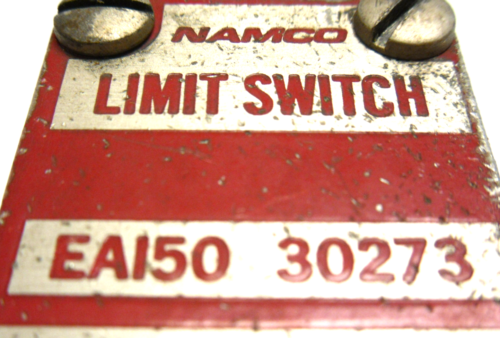 NAMCO
LIMIT SWITCH
EA150 30273